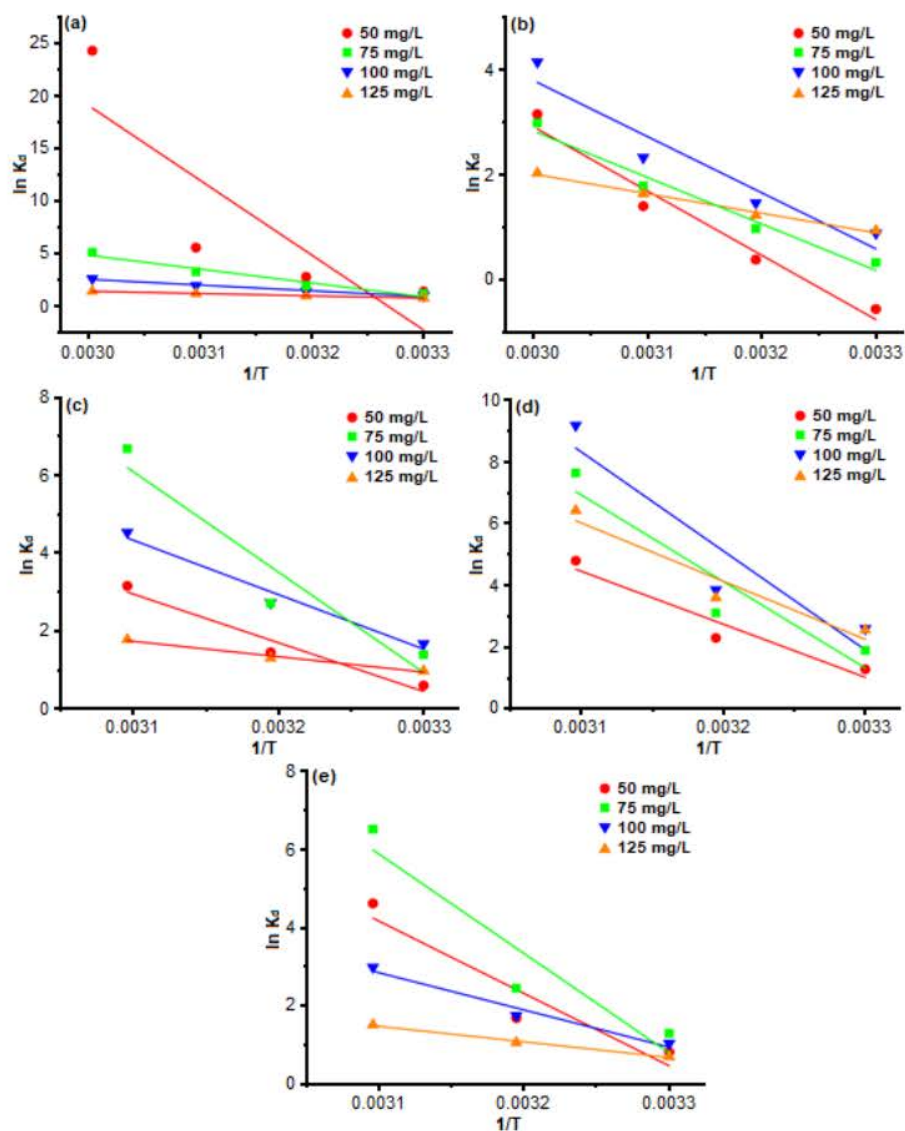 (a)
50 mg/L
75 mg/L
100 mg/L
125 mg/L
25
20
15
10
5
0
ln Kd
0.0030 0.0031 0.0032 0.0033
1/T
(b)
50 mg/L
75 mg/L
100 mg/L
125 mg/L
4
2
0
ln Kd
0.0030 0.0031 0.0032 0.0033
1/T
(c)
50 mg/L
75 mg/L
100 mg/L
125 mg/L
8
6
4
2
0
ln Kd
0.0031 0.0032 0.0033
1/T
(d)
50 mg/L
75 mg/L
100 mg/L
125 mg/L
10
8
6
4
2
0
ln Kd
0.0031 0.0032 0.0033
1/T
(e)
50 mg/L
75 mg/L
100 mg/L
125 mg/L
8
6
4
2
0
ln Kd
0.0031 0.0032 0.0033
1/T